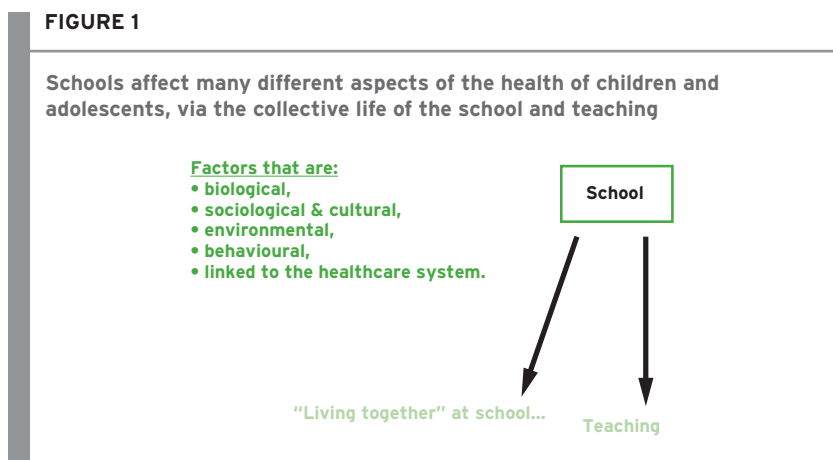 FIGURE 1
Schools affect many different aspects of the health of children and
adolescents, via the collective life of the school and teaching
Factors that are:
• biological,
• sociological & cultural,
• environmental,
• behavioural,
• linked to the healthcare system.
School
“Living together” at school...
Teaching